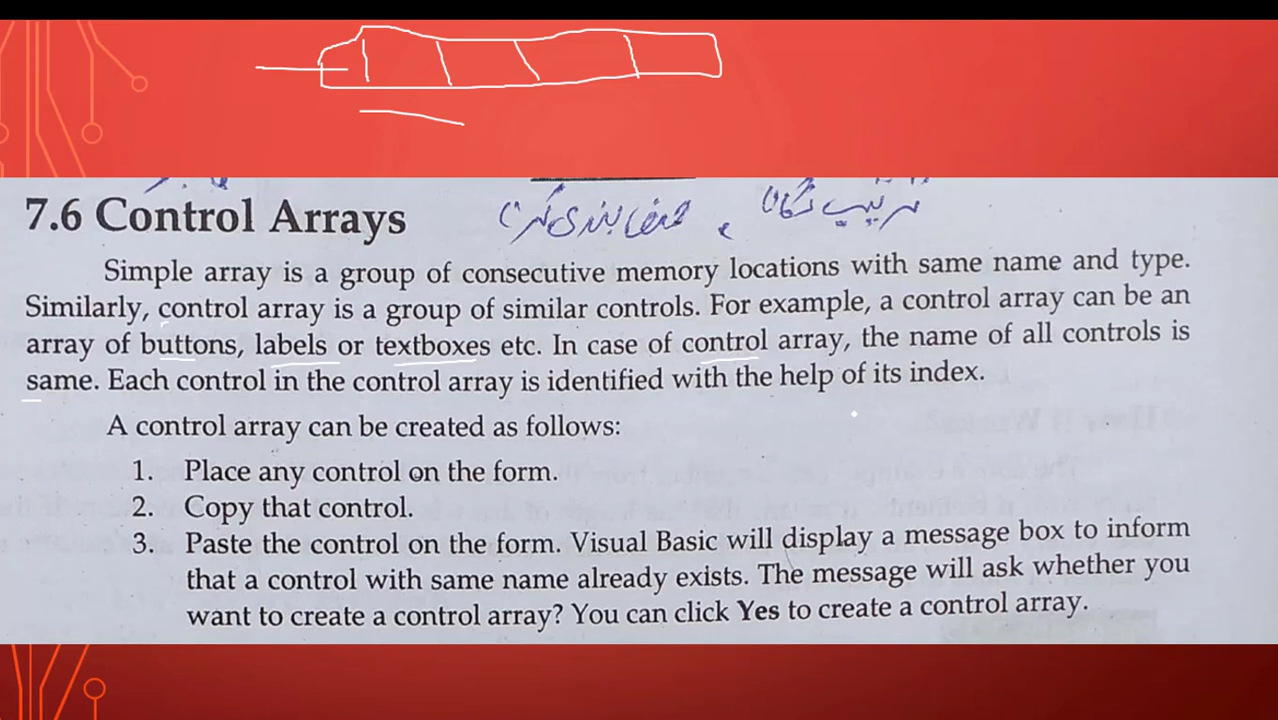 7.6 Control Arrays
Simple array is a group of consecutive memory locations with same name and type.
Similarly, control array is a group of similar controls. For example, a control array can be an
array of buttons, labels or textboxes etc. In case of control array, the name of all controls is
same. Each control in the control array is identified with the help of its index.
A control array can be created as follows:
1. Place any control on the form.
2. Copy that control.
3. Paste the control on the form. Visual Basic will display a message box to inform
that a control with same name already exists. The message will ask whether you
want to create a control array? You can click Yes to create a control array.